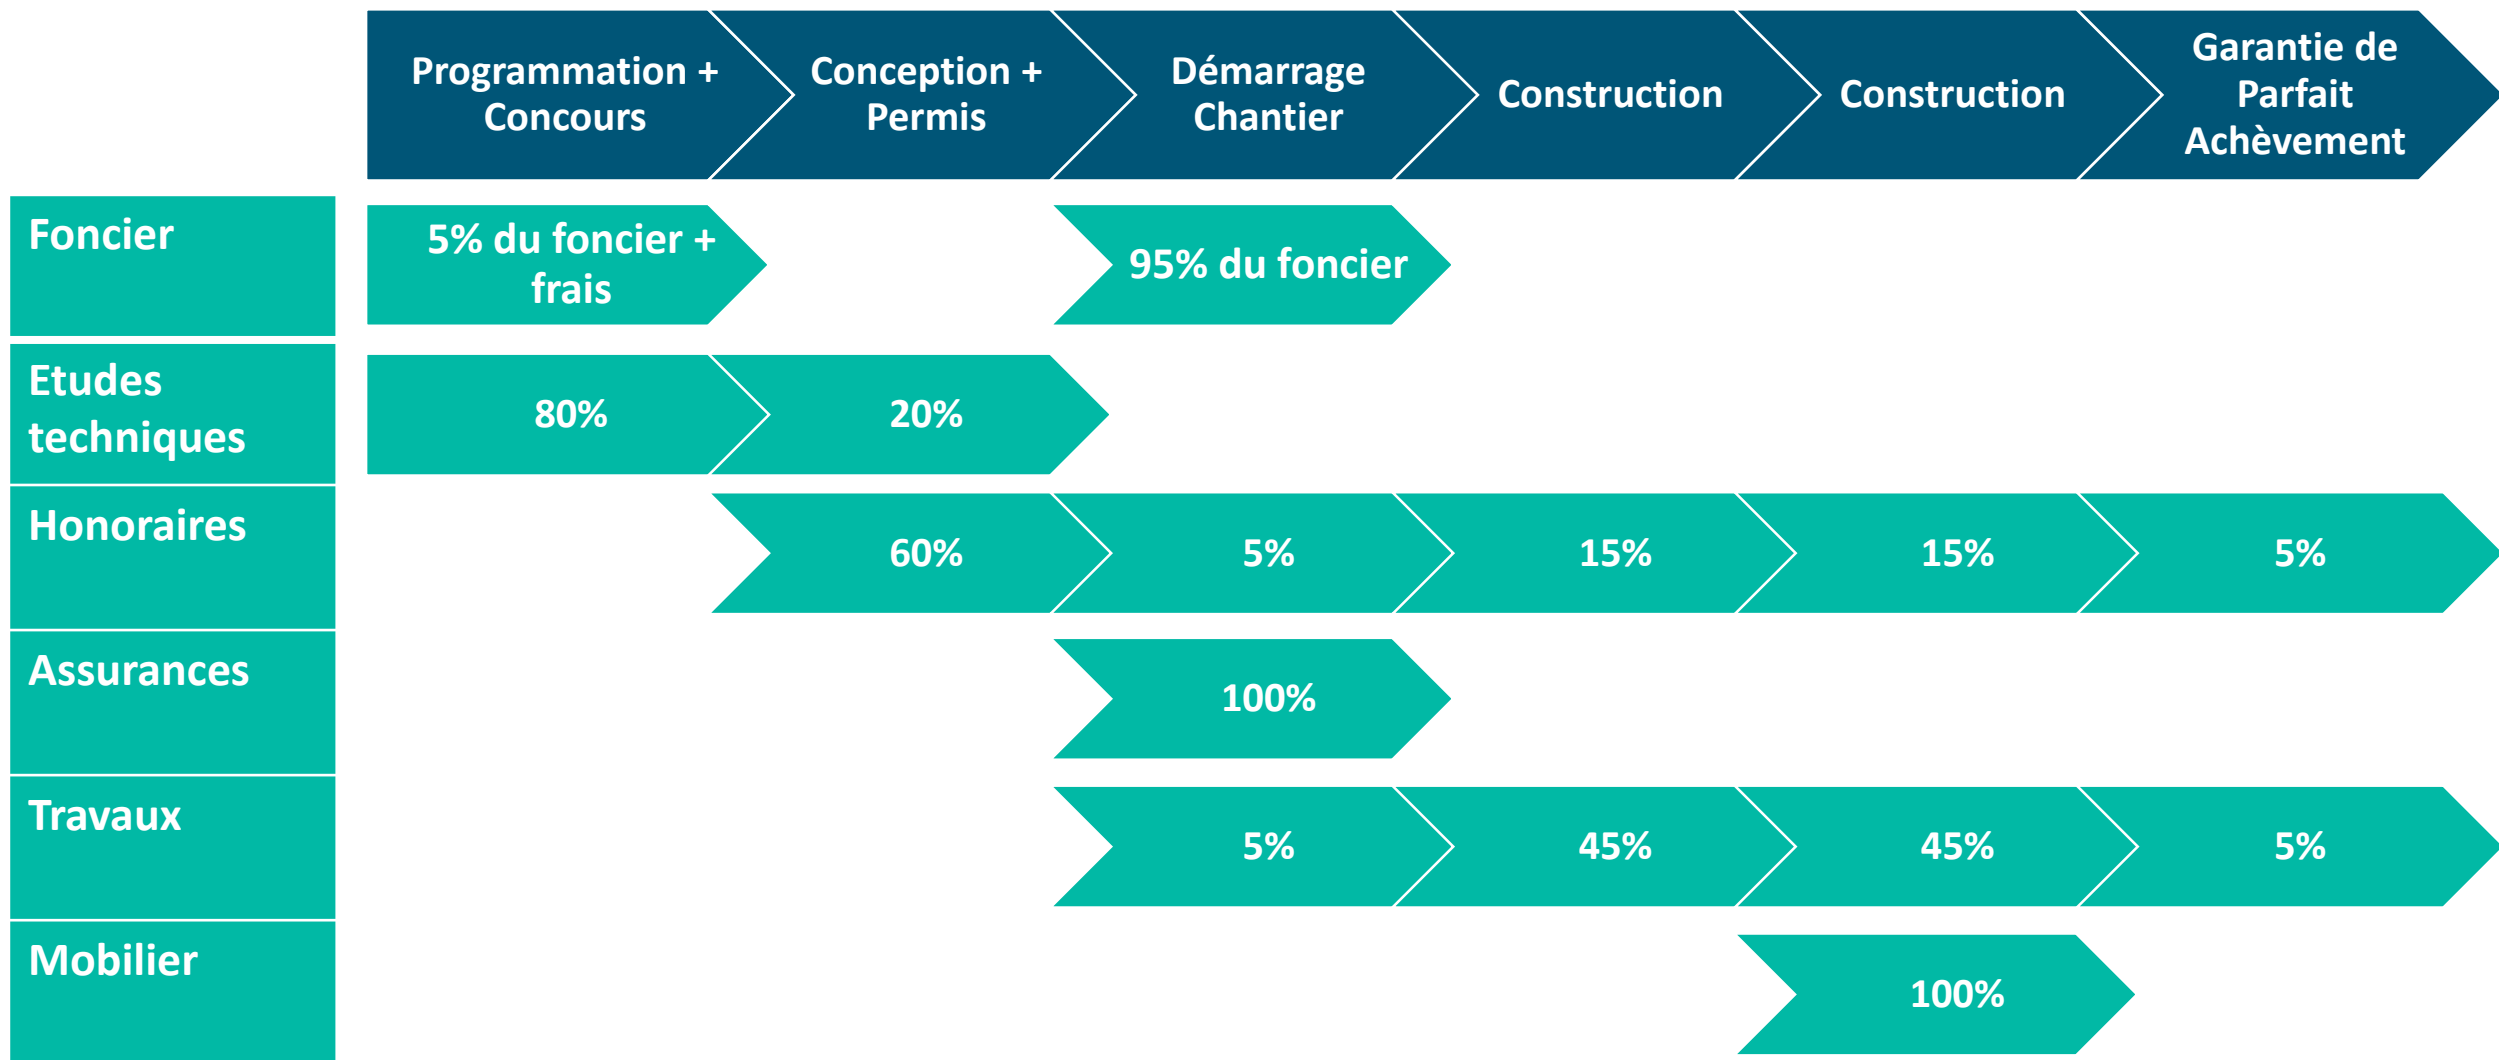 Programmation +
Concours
Conception +
Permis
Démarrage
Chantier
Construction
Construction
Garantie de
Parfait
Achèvement
Foncier
5% du foncier +
frais
95% du foncier
Etudes
techniques
80%
20%
Honoraires
60%
5%
15%
15%
5%
Assurances
100%
Travaux
5%
45%
45%
5%
Mobilier
100%